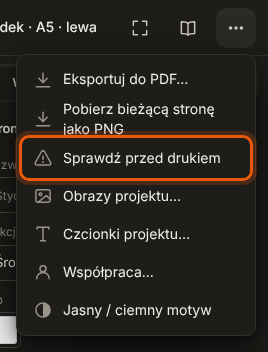 dek · A5 · lewa
Eksportuj do PDF...
Pobierz bieżącą stronę
jako PNG
Sprawdź przed drukiem
Obrazy projektu...
Czcionki projektu...
Współpraca...
Jasny / ciemny motyw